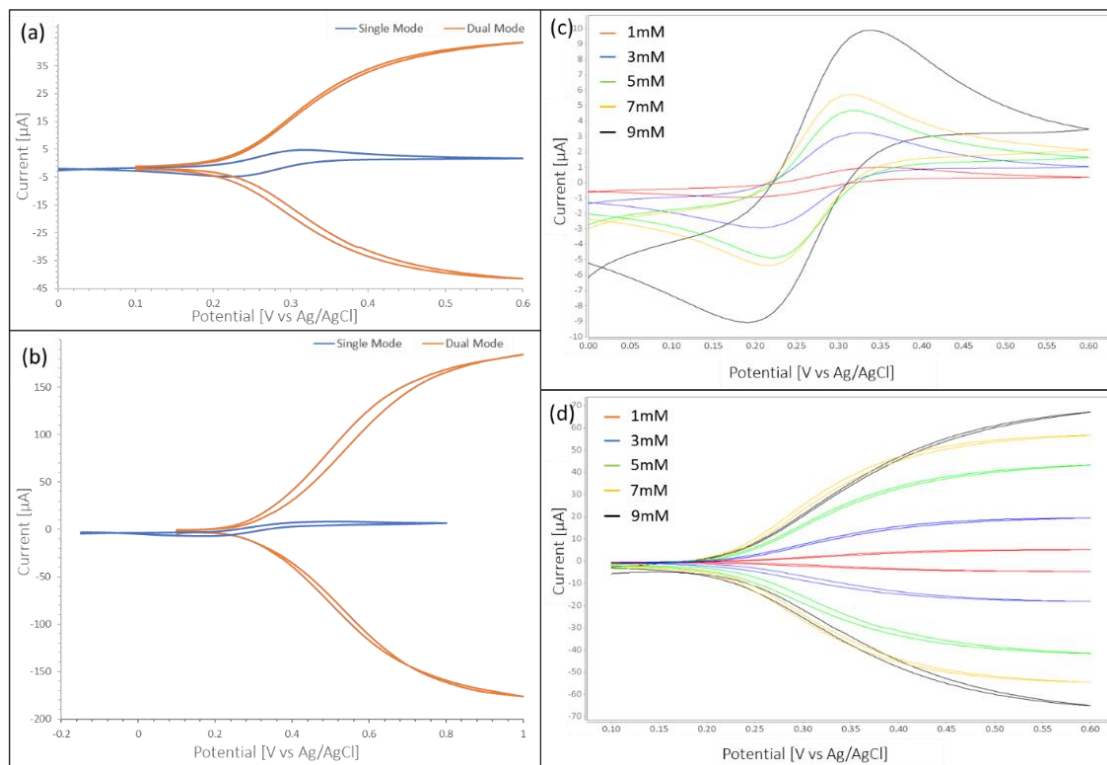 (a)
Single Mode Dual Mode
35
25
15
5
-5
-15
-25
-35
-45
Current [µA]
0 0.1 0.2 0.3 0.4 0.5 0.6
Potential [V vs Ag/AgCl]
(b)
Single Mode Dual Mode
150
100
50
0
-50
-100
-150
-200
Current [µA]
-0.2 0 0.2 0.4 0.6 0.8 1
Potential [V vs Ag/AgCl]
(c)
1mM
3mM
5mM
7mM
9mM
10
9
8
7
6
5
4
3
2
1
0
-1
-2
-3
-4
-5
-6
-7
-8
-9
-10
Current [µA]
0.00 0.05 0.10 0.15 0.20 0.25 0.30 0.35 0.40 0.45 0.50 0.55 0.60
Potential [V vs Ag/AgCl]
(d)
1mM
3mM
5mM
7mM
9mM
70
60
50
40
30
20
10
0
-10
-20
-30
-40
-50
-60
-70
Current [µA]
0.10 0.15 0.20 0.25 0.30 0.35 0.40 0.45 0.50 0.55 0.60
Potential [V vs Ag/AgCl]